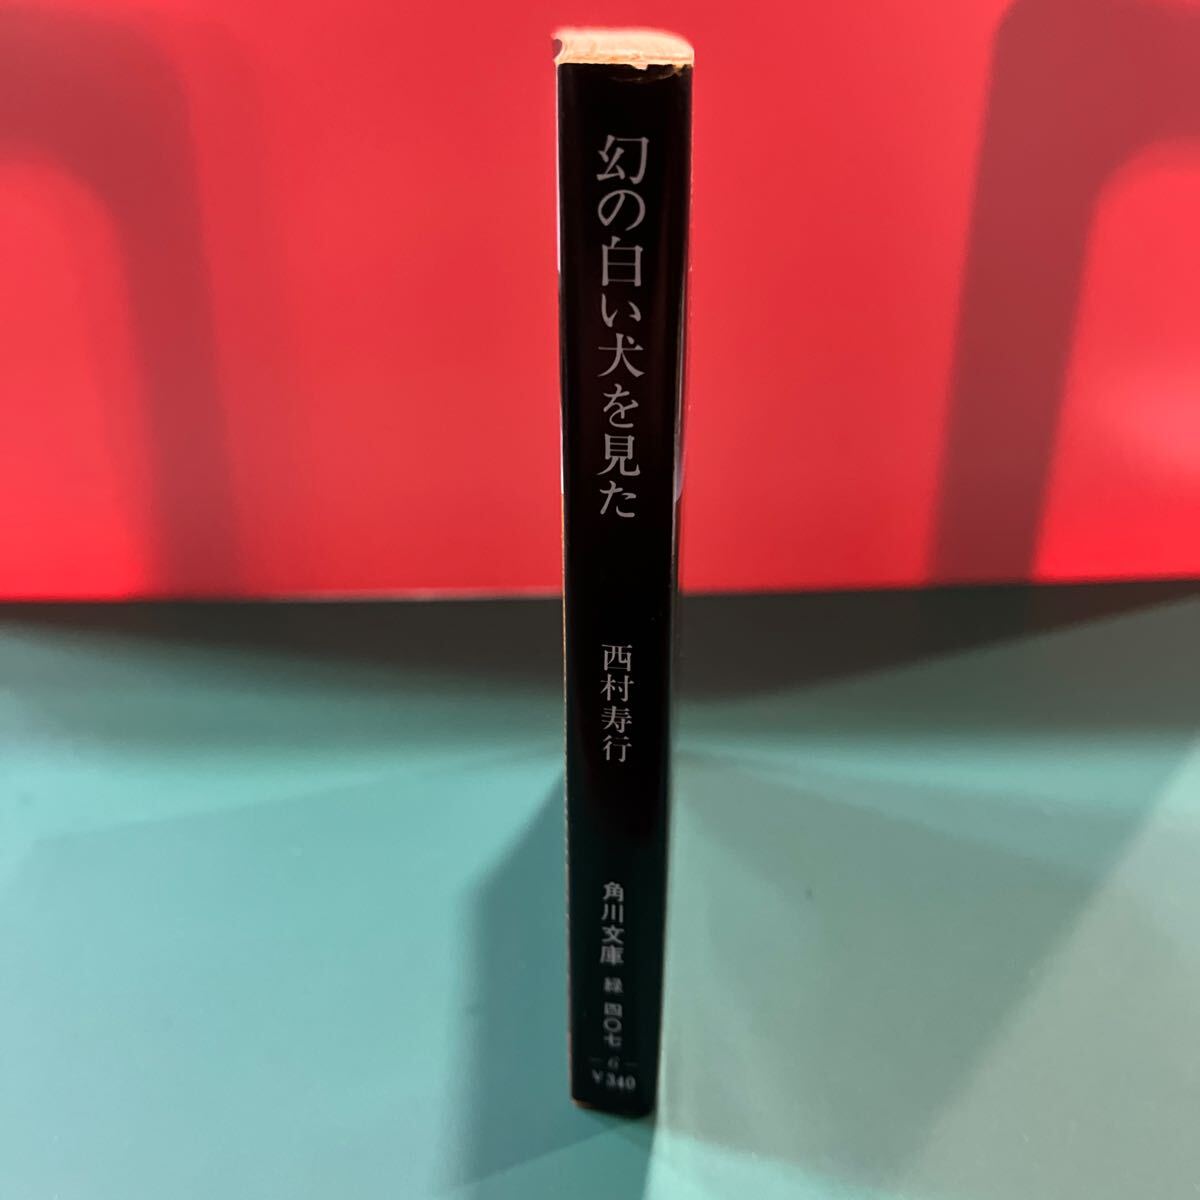 幻の白い犬を見た
西村寿行
角川文庫
緑 四〇七
— 6 —
¥340